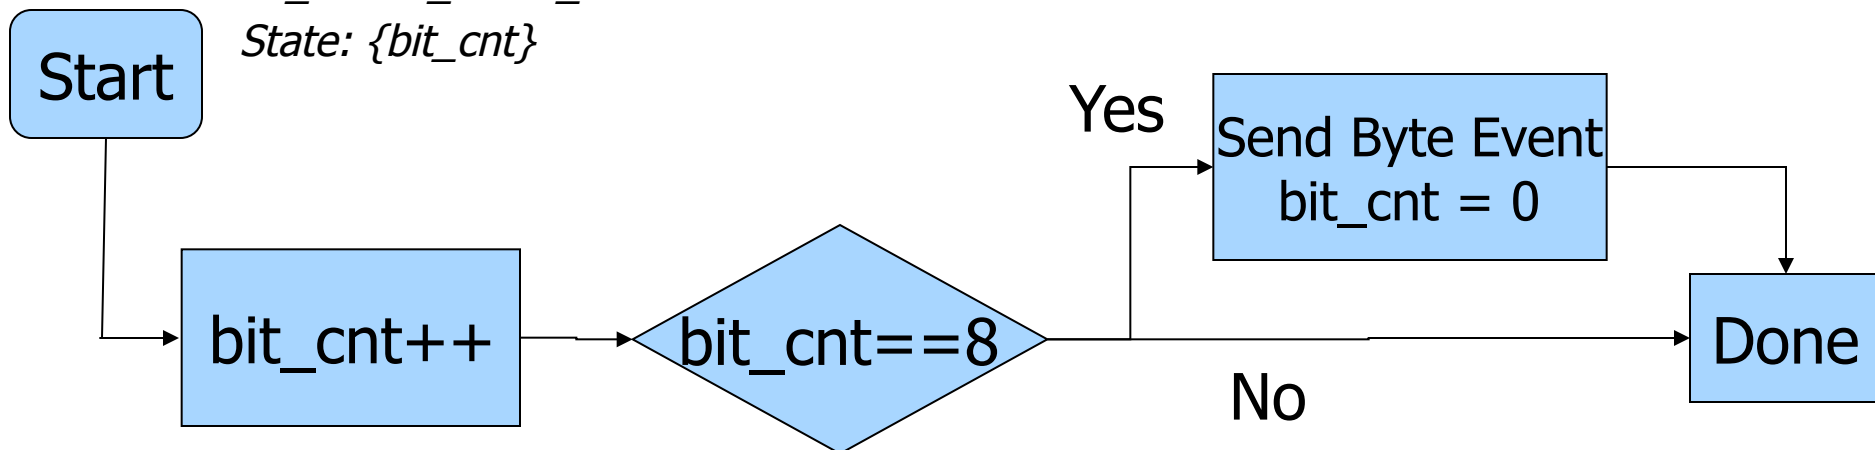 Start
State: {bit_cnt}
bit_cnt++
bit_cnt==8
Yes
No
Send Byte Event
bit_cnt = 0
Done